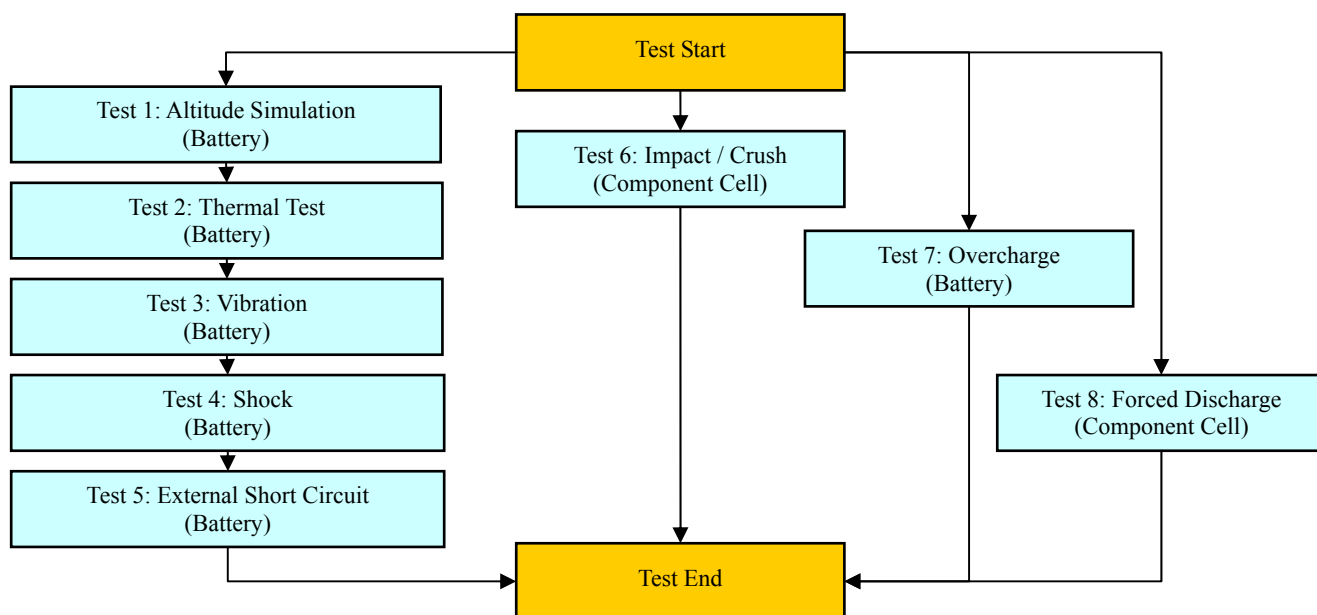 Test Start
Test 1: Altitude Simulation
(Battery)
Test 2: Thermal Test
(Battery)
Test 3: Vibration
(Battery)
Test 4: Shock
(Battery)
Test 5: External Short Circuit
(Battery)
Test 6: Impact / Crush
(Component Cell)
Test 7: Overcharge
(Battery)
Test 8: Forced Discharge
(Component Cell)
Test End